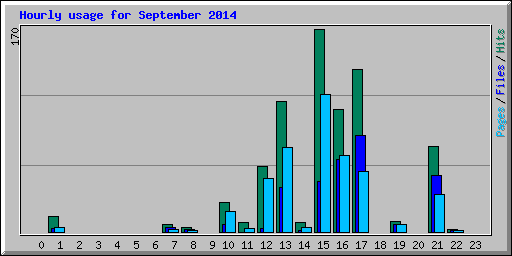 Hourly usage for September 2014
170
Pages/Files/Hits
0 1 2 3 4 5 6 7 8 9 10 11 12 13 14 15 16 17 18 19 20 21 22 23